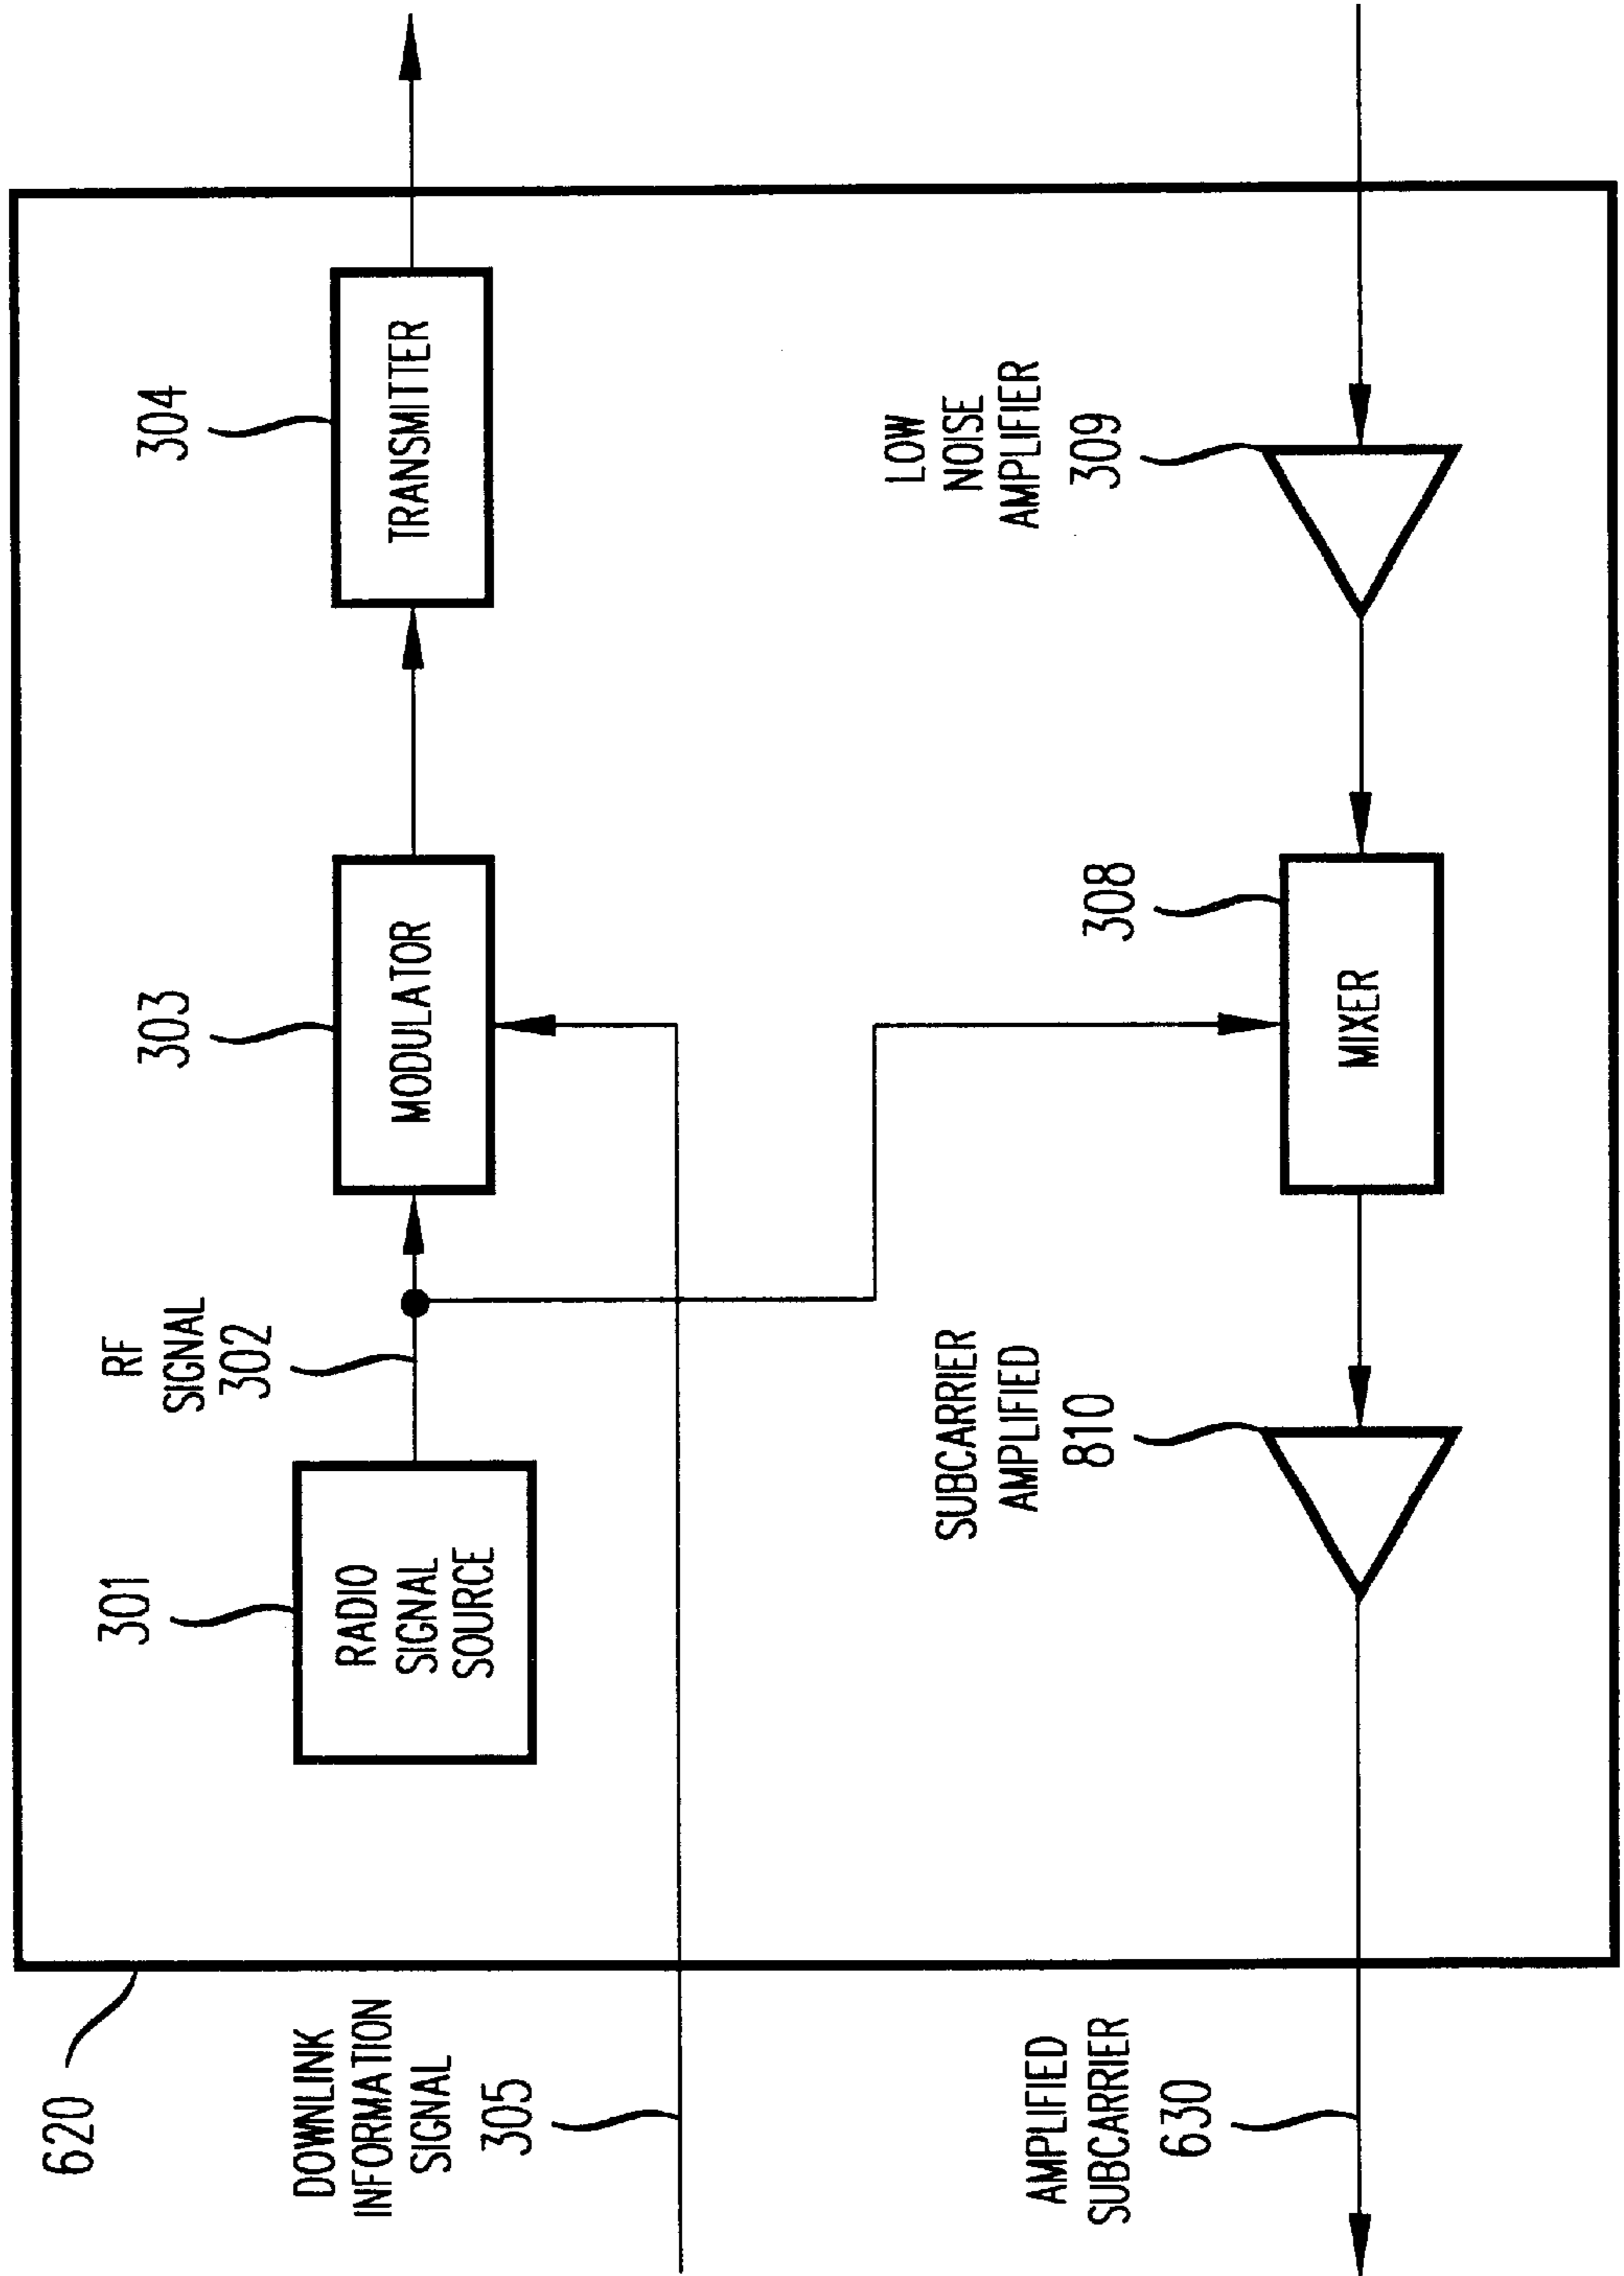 620
301
RADIO
SIGNAL
SOURCE
RF
SIGNAL
302
303
MODULATOR
304
TRANSMITTER
DOWNLINK
INFORMATION
SIGNAL
305
AMPLIFIED
SUBCARRIER
630
SUBCARRIER
AMPLIFIED
810
308
MIXER
LOW
NOISE
AMPLIFIER
309